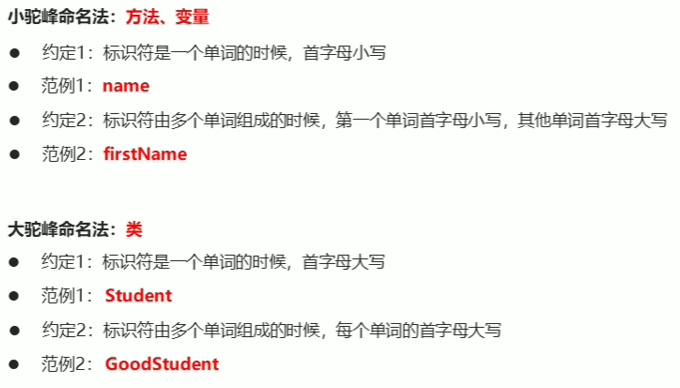 小驼峰命名法：方法、变量
● 约定1：标识符是一个单词的时候，首字母小写
● 范例1：name
● 约定2：标识符由多个单词组成的时候，第一个单词首字母小写，其他单词首字母大写
● 范例2：firstName
大驼峰命名法：类
● 约定1：标识符是一个单词的时候，首字母大写
● 范例1：Student
● 约定2：标识符由多个单词组成的时候，每个单词的首字母大写
● 范例2：GoodStudent